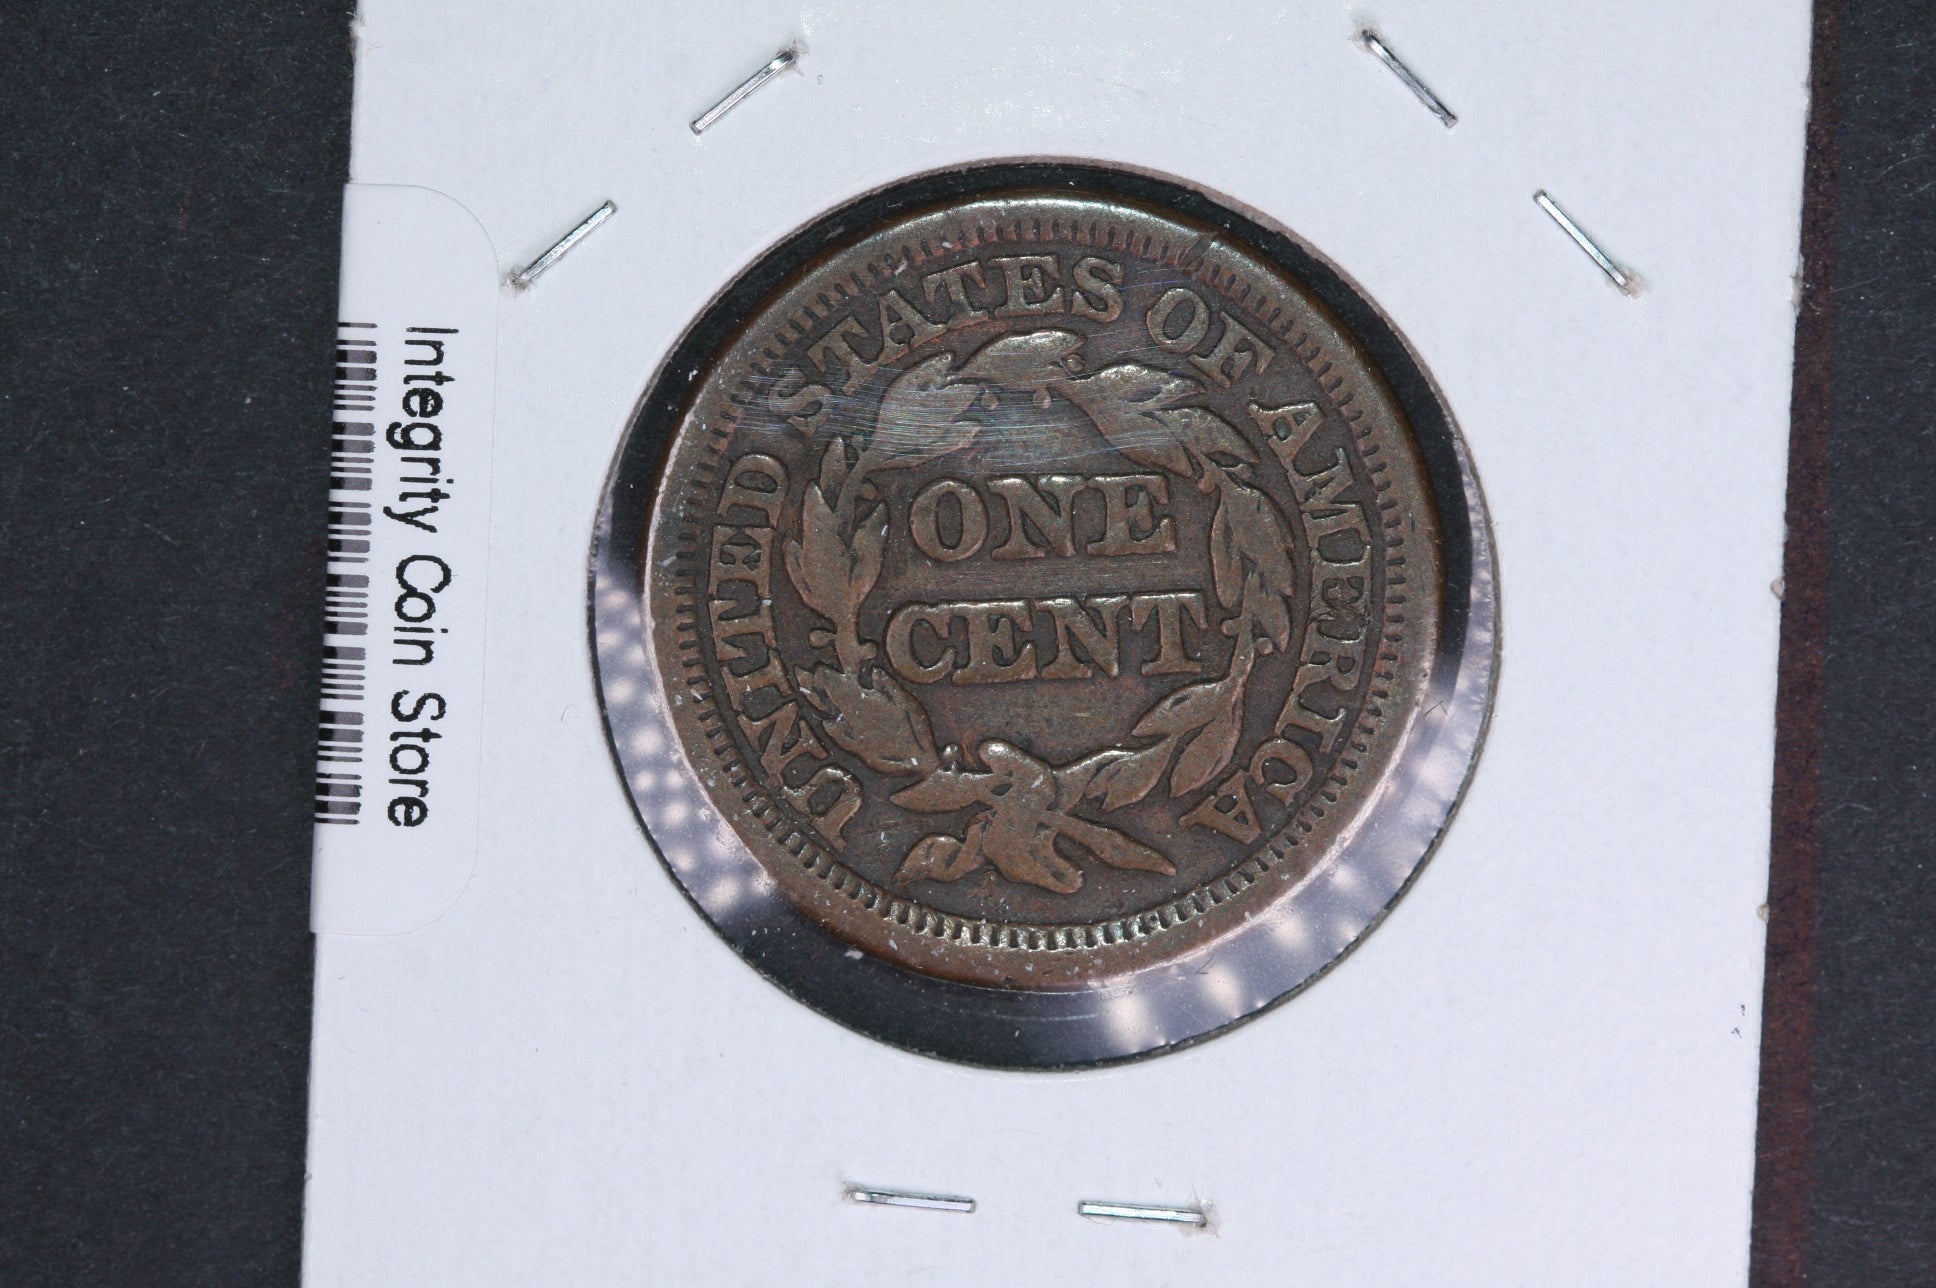 Integrity Coin Store
UNITED STATES OF AMERICA
ONE
CENT